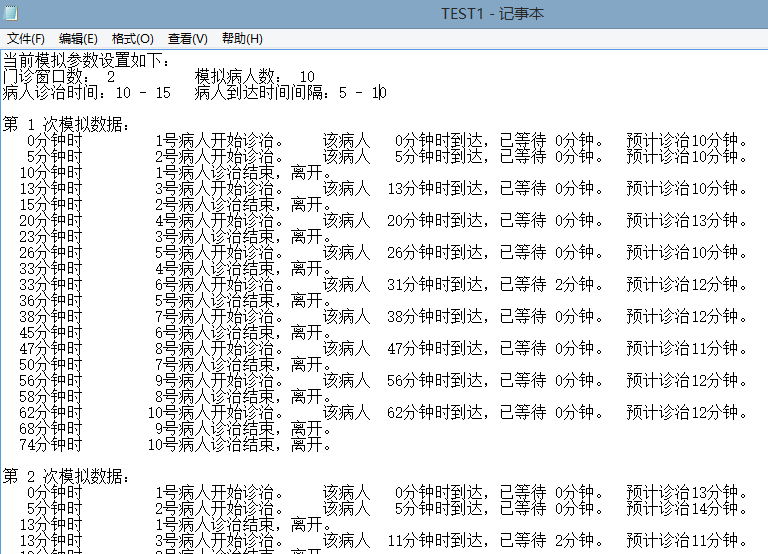 TEST1 - 记事本
文件(F) 编辑(E) 格式(O) 查看(V) 帮助(H)
当前模拟参数设置如下:
门诊窗口数: 2 模拟病人数: 10
病人诊治时间:10 - 15 病人到达时间间隔:5 - 10
第 1 次模拟数据:
0分钟时 1号病人开始诊治。 该病人 0分钟时到达,已等待 0分钟。 预计诊治10分钟。
5分钟时 2号病人开始诊治。 该病人 5分钟时到达,已等待 0分钟。 预计诊治10分钟。
10分钟时 1号病人诊治结束,离开。
13分钟时 3号病人开始诊治。 该病人 13分钟时到达,已等待 0分钟。 预计诊治10分钟。
15分钟时 2号病人诊治结束,离开。
20分钟时 4号病人开始诊治。 该病人 20分钟时到达,已等待 0分钟。 预计诊治13分钟。
23分钟时 3号病人诊治结束,离开。
26分钟时 5号病人开始诊治。 该病人 26分钟时到达,已等待 0分钟。 预计诊治10分钟。
33分钟时 4号病人诊治结束,离开。
33分钟时 6号病人开始诊治。 该病人 31分钟时到达,已等待 2分钟。 预计诊治12分钟。
36分钟时 5号病人诊治结束,离开。
38分钟时 7号病人开始诊治。 该病人 38分钟时到达,已等待 0分钟。 预计诊治12分钟。
45分钟时 6号病人诊治结束,离开。
47分钟时 8号病人开始诊治。 该病人 47分钟时到达,已等待 0分钟。 预计诊治11分钟。
50分钟时 7号病人诊治结束,离开。
56分钟时 9号病人开始诊治。 该病人 56分钟时到达,已等待 0分钟。 预计诊治12分钟。
58分钟时 8号病人诊治结束,离开。
62分钟时 10号病人开始诊治。 该病人 62分钟时到达,已等待 0分钟。 预计诊治12分钟。
68分钟时 9号病人诊治结束,离开。
74分钟时 10号病人诊治结束,离开。
第 2 次模拟数据:
0分钟时 1号病人开始诊治。 该病人 0分钟时到达,已等待 0分钟。 预计诊治13分钟。
5分钟时 2号病人开始诊治。 该病人 5分钟时到达,已等待 0分钟。 预计诊治14分钟。
13分钟时 1号病人诊治结束,离开。
13分钟时 3号病人开始诊治。 该病人 11分钟时到达,已等待 2分钟。 预计诊治11分钟。